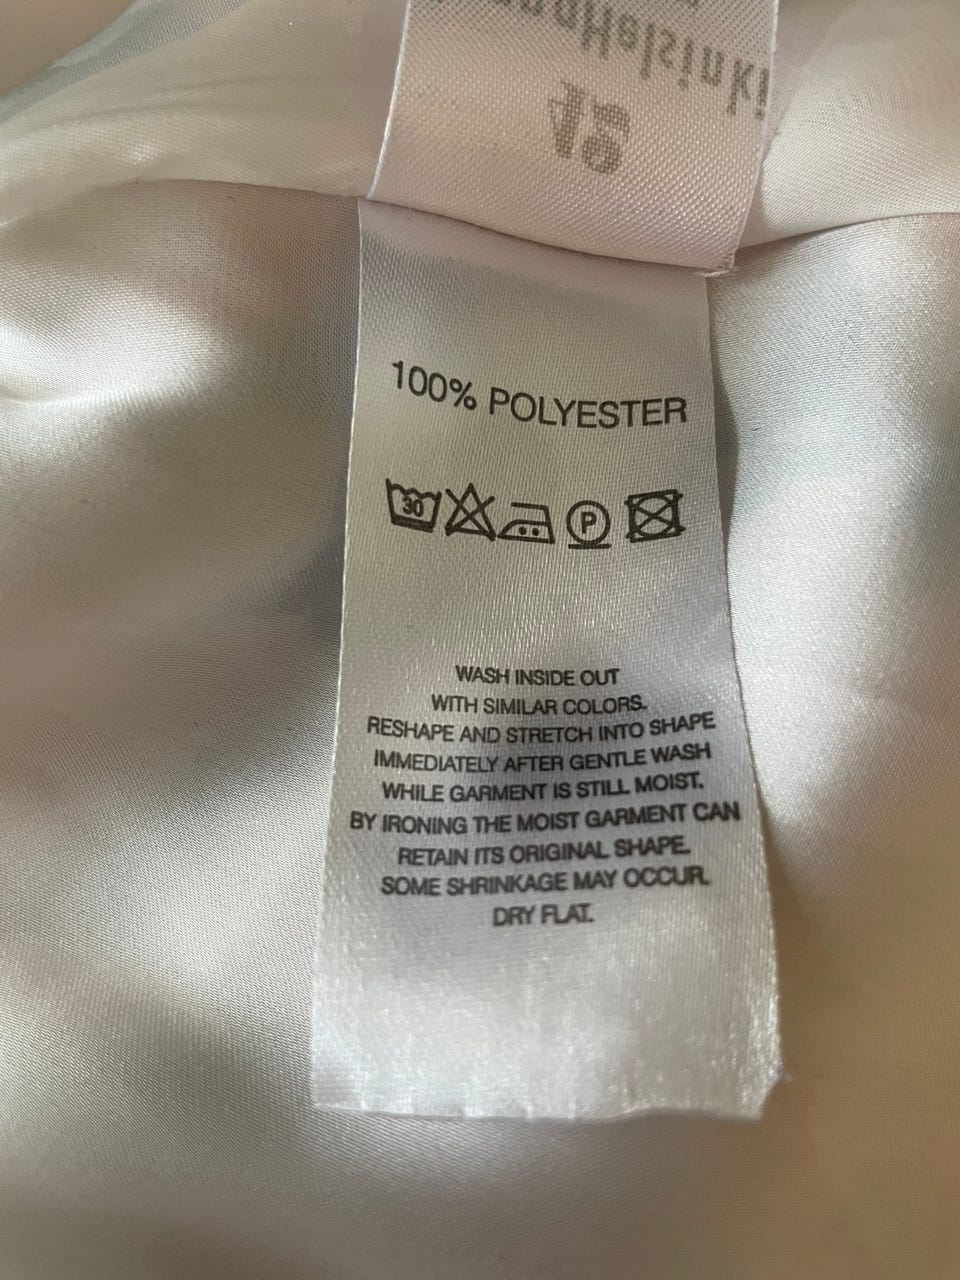 Helsinki
100% POLYESTER
30
P
WASH INSIDE OUT
WITH SIMILAR COLORS.
RESHAPE AND STRETCH INTO SHAPE
IMMEDIATELY AFTER GENTLE WASH
WHILE GARMENT IS STILL MOIST.
BY IRONING THE MOIST GARMENT CAN
RETAIN ITS ORIGINAL SHAPE.
SOME SHRINKAGE MAY OCCUR.
DRY FLAT.